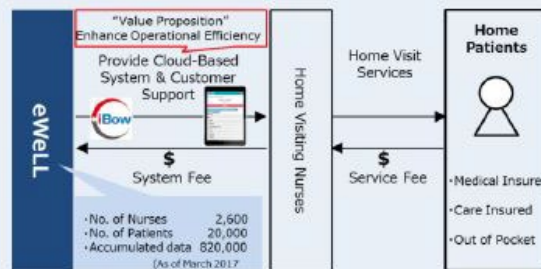 "Value Proposition"
Enhance Operational Efficiency
Provide Cloud-Based
System & Customer
Support
iBow
$
System Fee
eWeLL
·No. of Nurses 2,600
·No. of Patients 20,000
·Accumulated data 820,000
(As of March 2017
Home Visiting Nurses
Home Visit
Services
$
Service Fee
Home
Patients
·Medical Insure
·Care Insured
·Out of Pocket